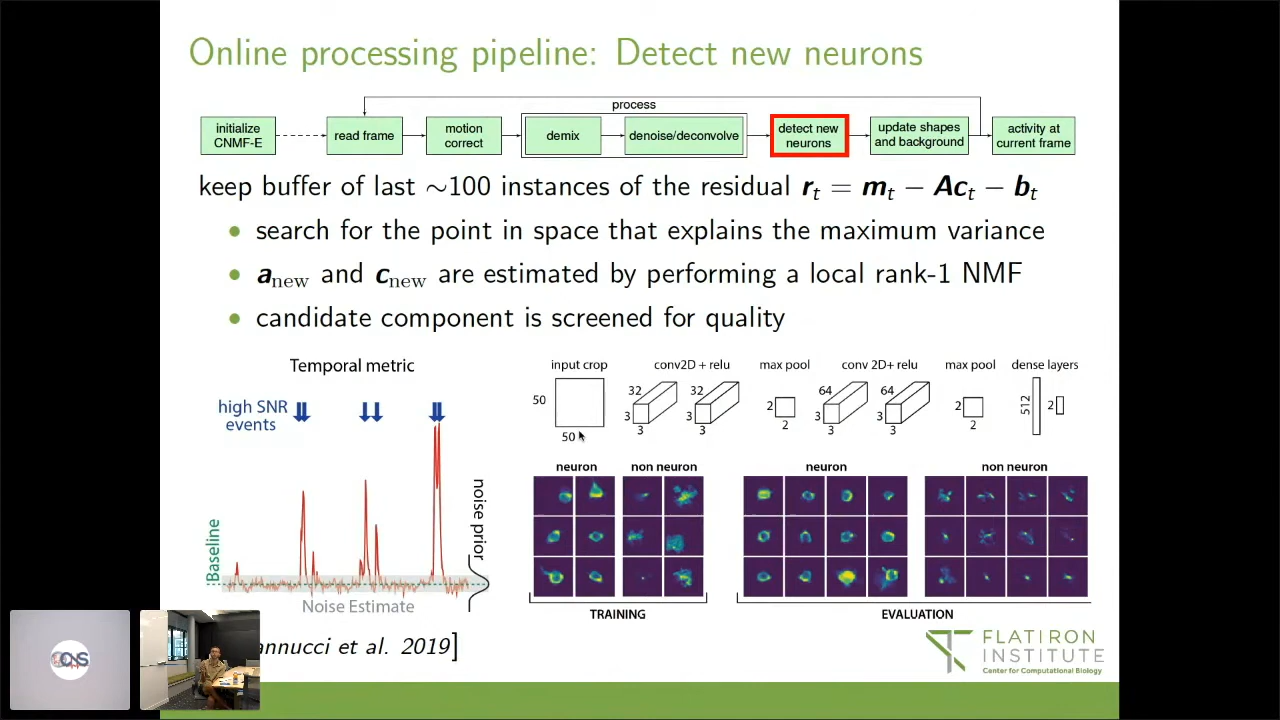 Online processing pipeline: Detect new neurons
process
initialize
CNMF-E
read frame
motion
correct
demix
denoise/deconvolve
detect new
neurons
update shapes
and background
activity at
current frame
keep buffer of last ∼100 instances of the residual rₜ = mₜ − Acₜ − bₜ
• search for the point in space that explains the maximum variance
• aₙₑw and cₙₑw are estimated by performing a local rank-1 NMF
• candidate component is screened for quality
Temporal metric
high SNR
events
Baseline
noise prior
Noise Estimate
input crop
conv2D + relu
max pool
conv 2D+ relu
max pool
dense layers
50
50
32
3
3
32
3
3
2
2
64
3
3
64
3
3
2
2
512
2
neuron
non neuron
neuron
non neuron
TRAINING
EVALUATION
annucci et al. 2019]
FLATIRON
INSTITUTE
Center for Computational Biology